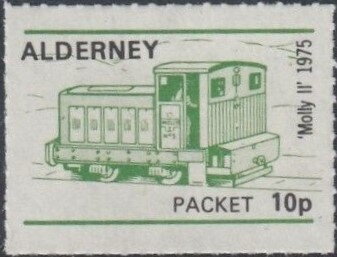 ALDERNEY
'Molly II' 1975
PACKET 10p